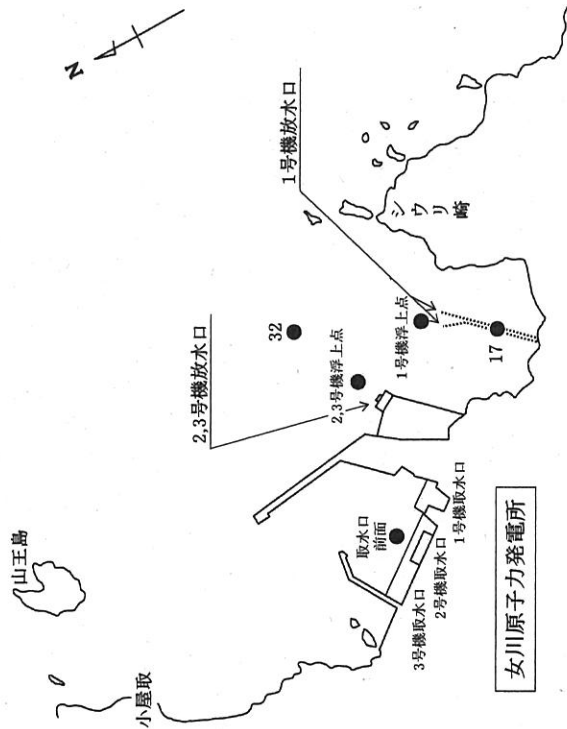 N
1号機放水口
シウリ崎
2,3号機放水口
32
1号機浮上点
2,3号機浮上点
17
山王島
取水口
前面
1号機取水口
2号機取水口
3号機取水口
小屋取
女川原子力発電所